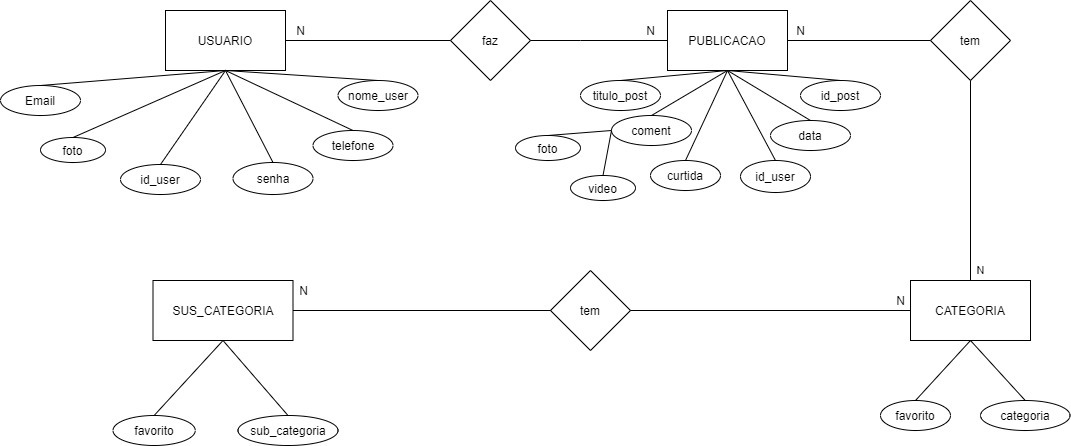 USUARIO
N
faz
N
PUBLICACAO
N
tem
Email
nome_user
titulo_post
id_post
foto
telefone
foto
coment
data
id_user
senha
video
curtida
id_user
SUS_CATEGORIA
N
tem
N
N
CATEGORIA
favorito
sub_categoria
favorito
categoria